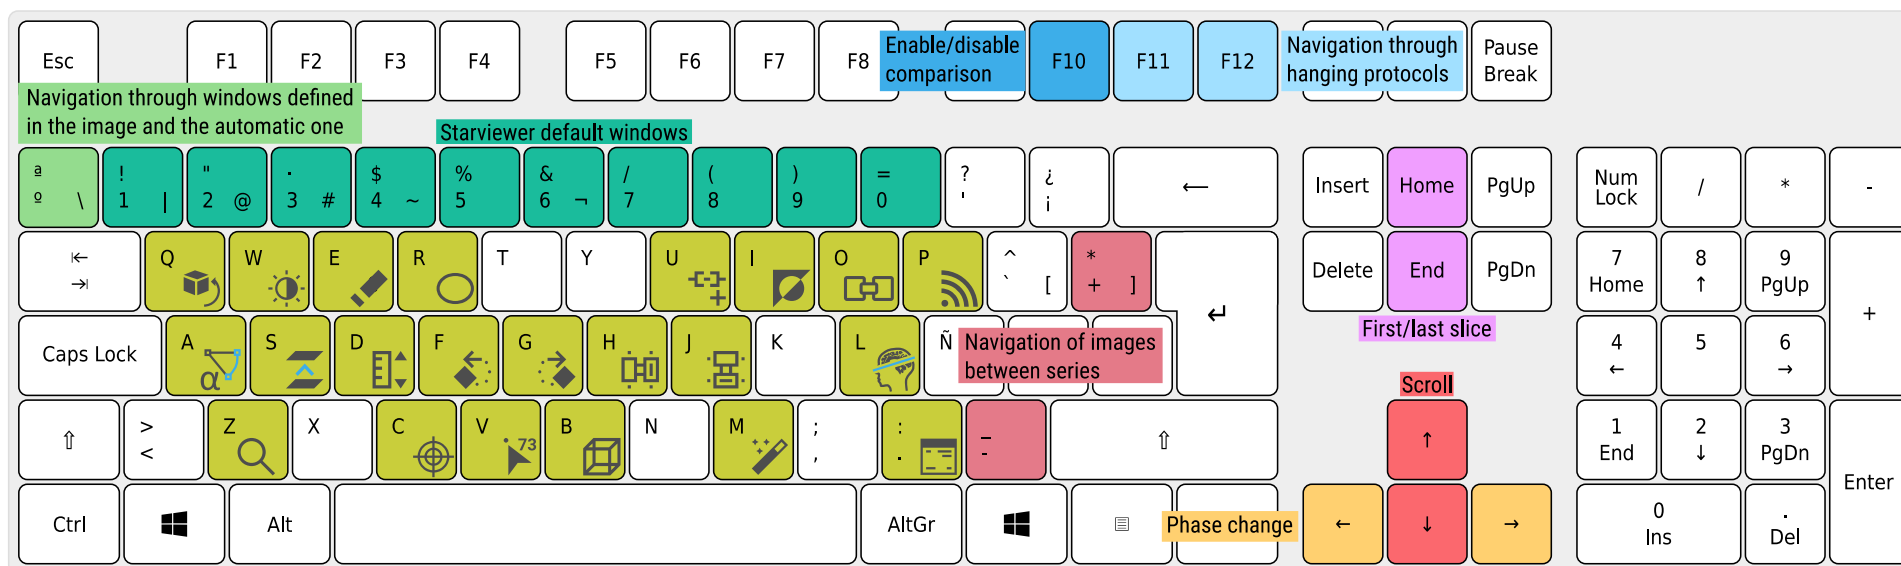 Esc F1 F2 F3 F4 F5 F6 F7 F8 Enable/disable comparison F10 F11 F12 Navigation through hanging protocols Pause Break
Navigation through windows defined
in the image and the automatic one
Starviewer default windows
ª ! " · $ % & / ( ) = ? ¿
º \ 1 | 2 @ 3 # 4 ~ 5 6 ¬ 7 8 9 0 ' ¡ ←
Insert Home PgUp Num Lock / * -
⇤ ⇥ Q W E R T Y U I O P ^ ` [ * + ] ↵
Delete End PgDn 7 Home 8 ↑ 9 PgUp +
First/last slice
Caps Lock A α S D F G H J K L Ñ
Navigation of images
between series
4 ← 5 6 →
Scroll
⇧ > < Z X C V 73 B N M ; , : . _ - ⇧
↑ 1 End 2 ↓ 3 PgDn Enter
Ctrl Alt AltGr Phase change ← ↓ → 0 Ins . Del